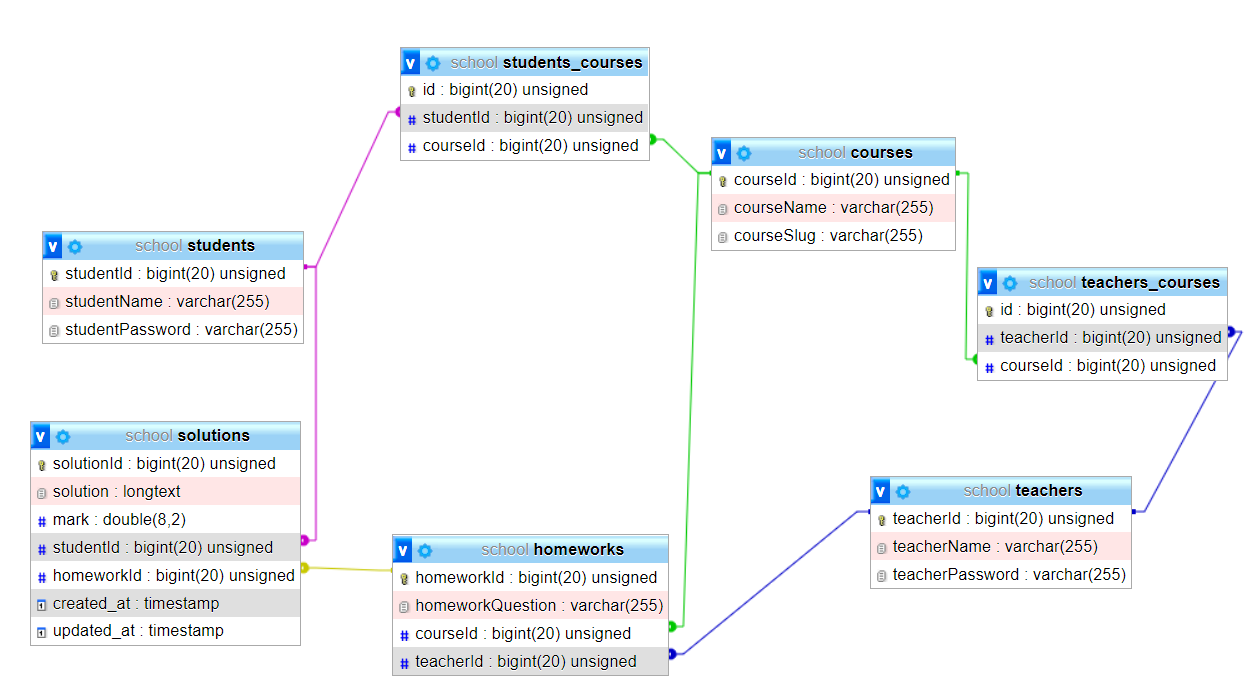 v school students_courses
id : bigint(20) unsigned
# studentId : bigint(20) unsigned
# courseId : bigint(20) unsigned
v school courses
courseId : bigint(20) unsigned
courseName : varchar(255)
courseSlug : varchar(255)
v school students
studentId : bigint(20) unsigned
studentName : varchar(255)
studentPassword : varchar(255)
v school teachers_courses
id : bigint(20) unsigned
# teacherId : bigint(20) unsigned
# courseId : bigint(20) unsigned
v school solutions
solutionId : bigint(20) unsigned
solution : longtext
# mark : double(8,2)
# studentId : bigint(20) unsigned
# homeworkId : bigint(20) unsigned
created_at : timestamp
updated_at : timestamp
v school homeworks
homeworkId : bigint(20) unsigned
homeworkQuestion : varchar(255)
# courseId : bigint(20) unsigned
# teacherId : bigint(20) unsigned
v school teachers
teacherId : bigint(20) unsigned
teacherName : varchar(255)
teacherPassword : varchar(255)